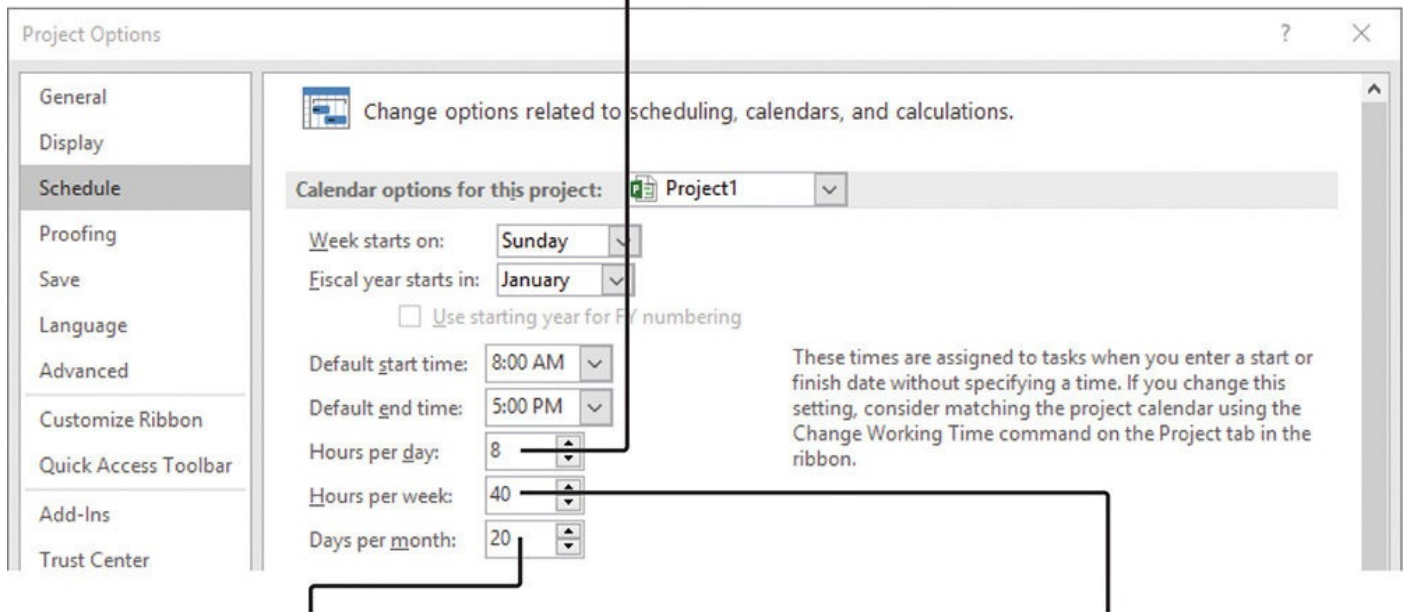 Project Options
General
Display
Schedule
Proofing
Save
Language
Advanced
Customize Ribbon
Quick Access Toolbar
Add-Ins
Trust Center
Change options related to scheduling, calendars, and calculations.
Calendar options for this project: Project1
Week starts on: Sunday
Fiscal year starts in: January
Use starting year for FY numbering
Default start time: 8:00 AM
Default end time: 5:00 PM
Hours per day: 8
Hours per week: 40
Days per month: 20
These times are assigned to tasks when you enter a start or
finish date without specifying a time. If you change this
setting, consider matching the project calendar using the
Change Working Time command on the Project tab in the
ribbon.